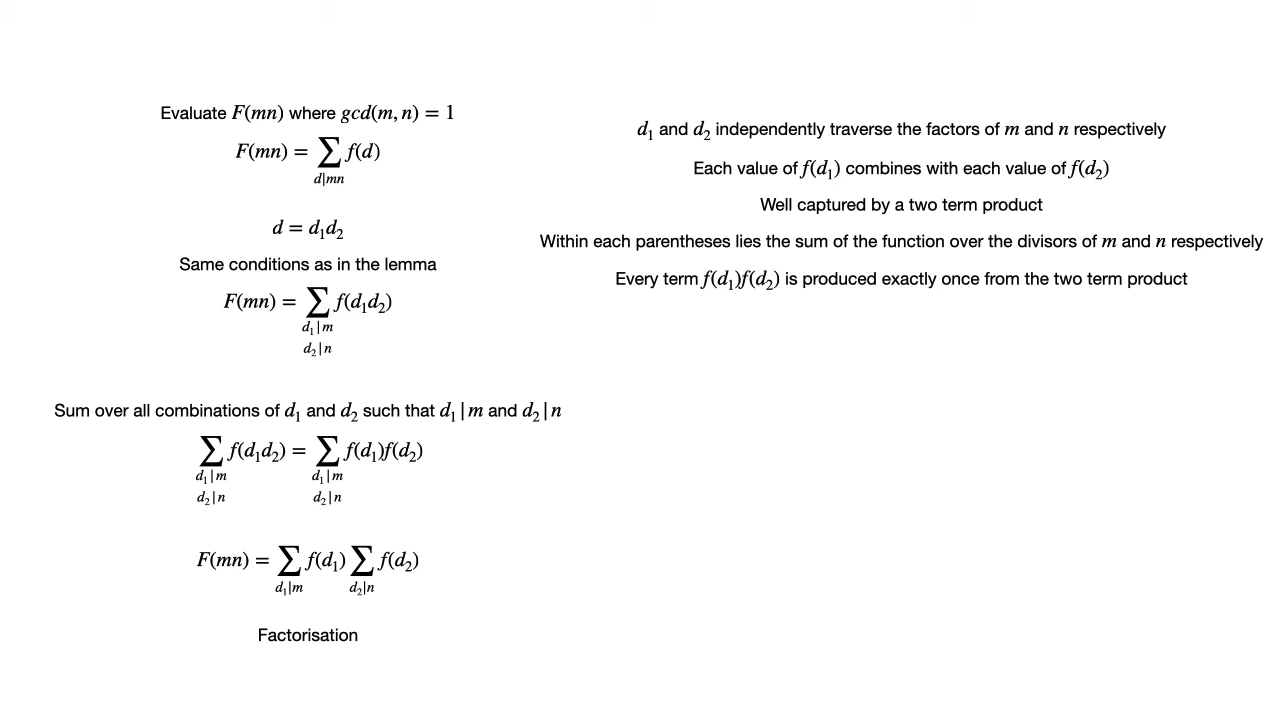 Evaluate F(mn) where gcd(m, n) = 1
F(mn) = ∑ f(d)
d|mn
d = d₁d₂
Same conditions as in the lemma
F(mn) = ∑ f(d₁d₂)
d₁|m
d₂|n
Sum over all combinations of d₁ and d₂ such that d₁|m and d₂|n
∑ f(d₁d₂) = ∑ f(d₁)f(d₂)
d₁|m d₁|m
d₂|n d₂|n
F(mn) = ∑ f(d₁) ∑ f(d₂)
d₁|m d₂|n
Factorisation
d₁ and d₂ independently traverse the factors of m and n respectively
Each value of f(d₁) combines with each value of f(d₂)
Well captured by a two term product
Within each parentheses lies the sum of the function over the divisors of m and n respectively
Every term f(d₁)f(d₂) is produced exactly once from the two term product